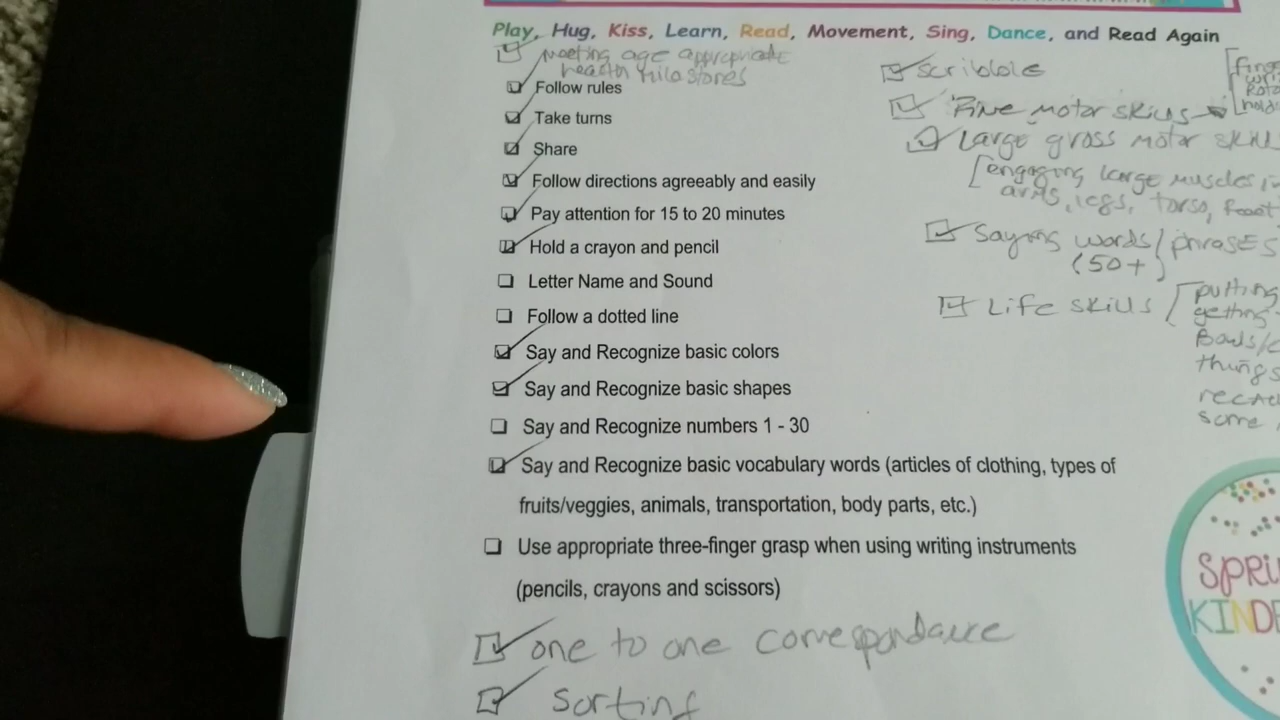 Play, Hug, Kiss, Learn, Read, Movement, Sing, Dance, and Read Again
Meeting age appropriate
health milestones
Follow rules
Take turns
Share
Follow directions agreeably and easily
Pay attention for 15 to 20 minutes
Hold a crayon and pencil
Letter Name and Sound
Follow a dotted line
Say and Recognize basic colors
Say and Recognize basic shapes
Say and Recognize numbers 1 - 30
Say and Recognize basic vocabulary words (articles of clothing, types of
fruits/veggies, animals, transportation, body parts, etc.)
Use appropriate three-finger grasp when using writing instruments
(pencils, crayons and scissors)
one to one correspondance
Sorting
scribble
Fine motor skills
Large gross motor skill
[engaging large muscles,
arms, legs, torso,
Saying words/phrases
(50+)
Life skills [putting
getting
things
some
SPRI
KINDE